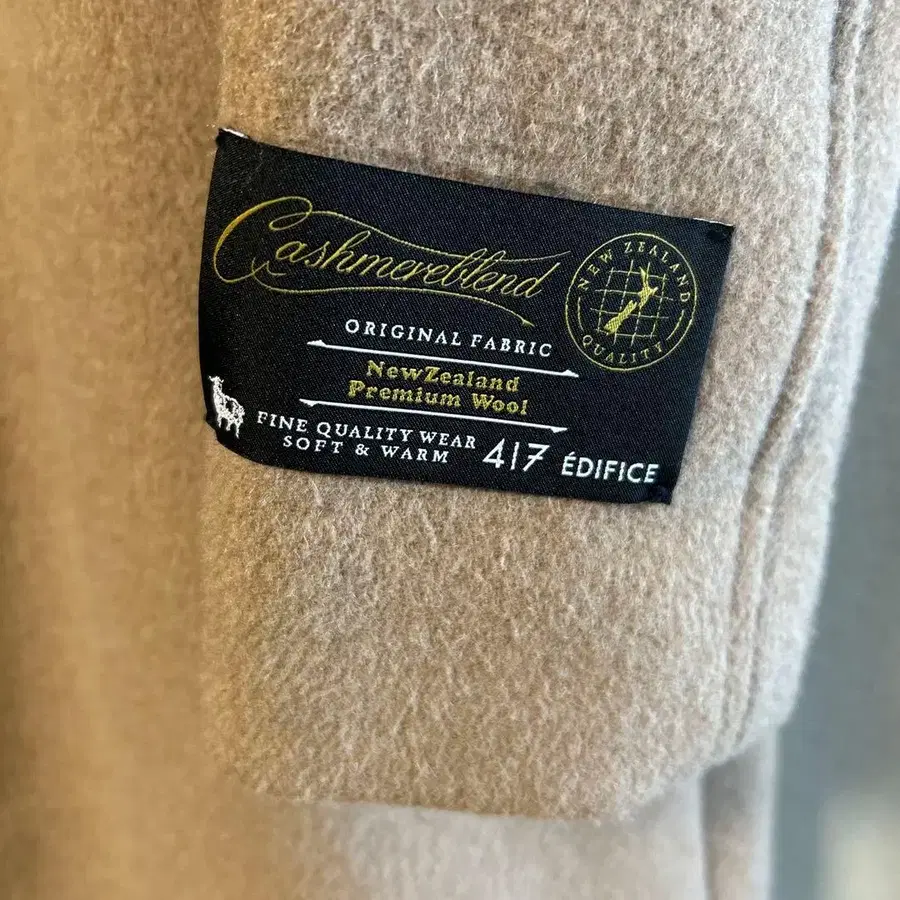 Cashmereblend
NEW ZEALAND
QUALITY
ORIGINAL FABRIC
NewZealand
Premium Wool
FINE QUALITY WEAR
SOFT & WARM
417 ÉDIFICE